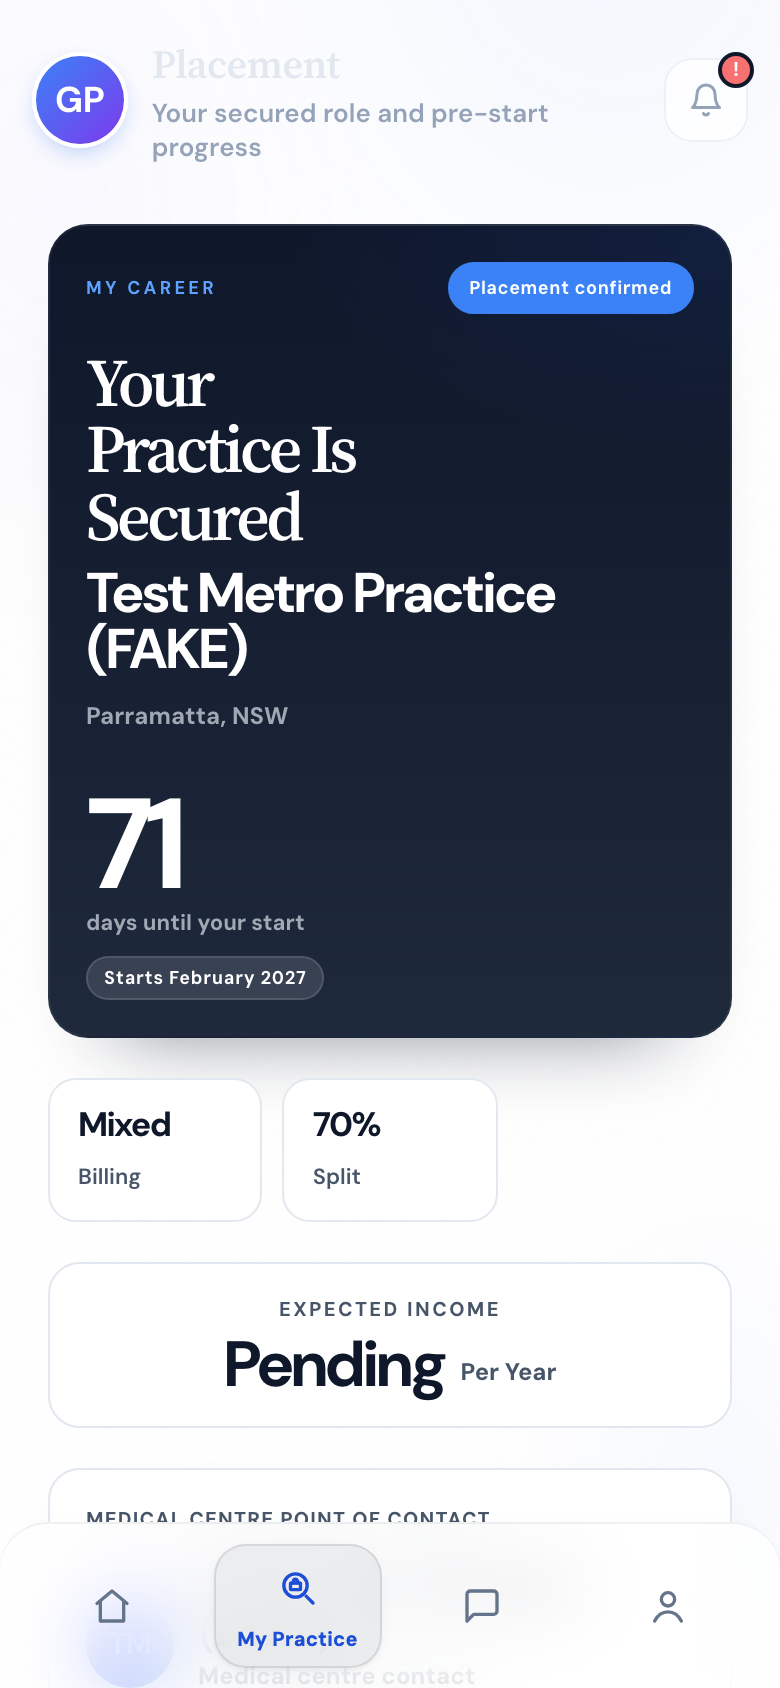 GP
Placement
!
Your secured role and pre-start
progress
MY CAREER
Placement confirmed
Your
Practice Is
Secured
Test Metro Practice
(FAKE)
Parramatta, NSW
71
days until your start
Starts February 2027
Mixed
Billing
70%
Split
EXPECTED INCOME
Pending Per Year
MEDICAL CENTRE POINT OF CONTACT
TM
My Practice
Medical centre contact